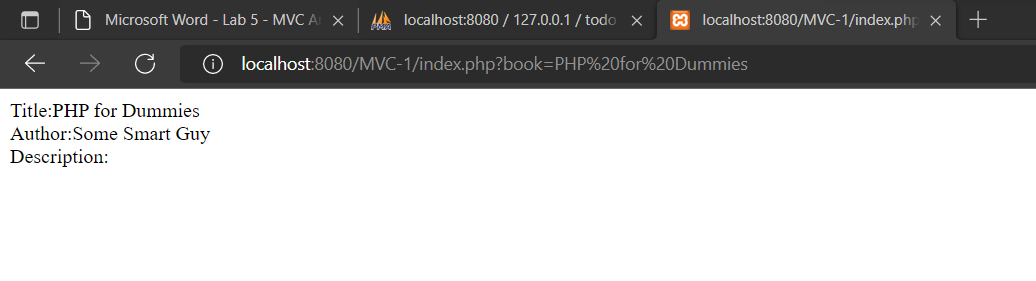 Microsoft Word - Lab 5 - MVC A
localhost:8080 / 127.0.0.1 / todo
localhost:8080/MVC-1/index.php
localhost:8080/MVC-1/index.php?book=PHP%20for%20Dummies
Title:PHP for Dummies
Author:Some Smart Guy
Description: